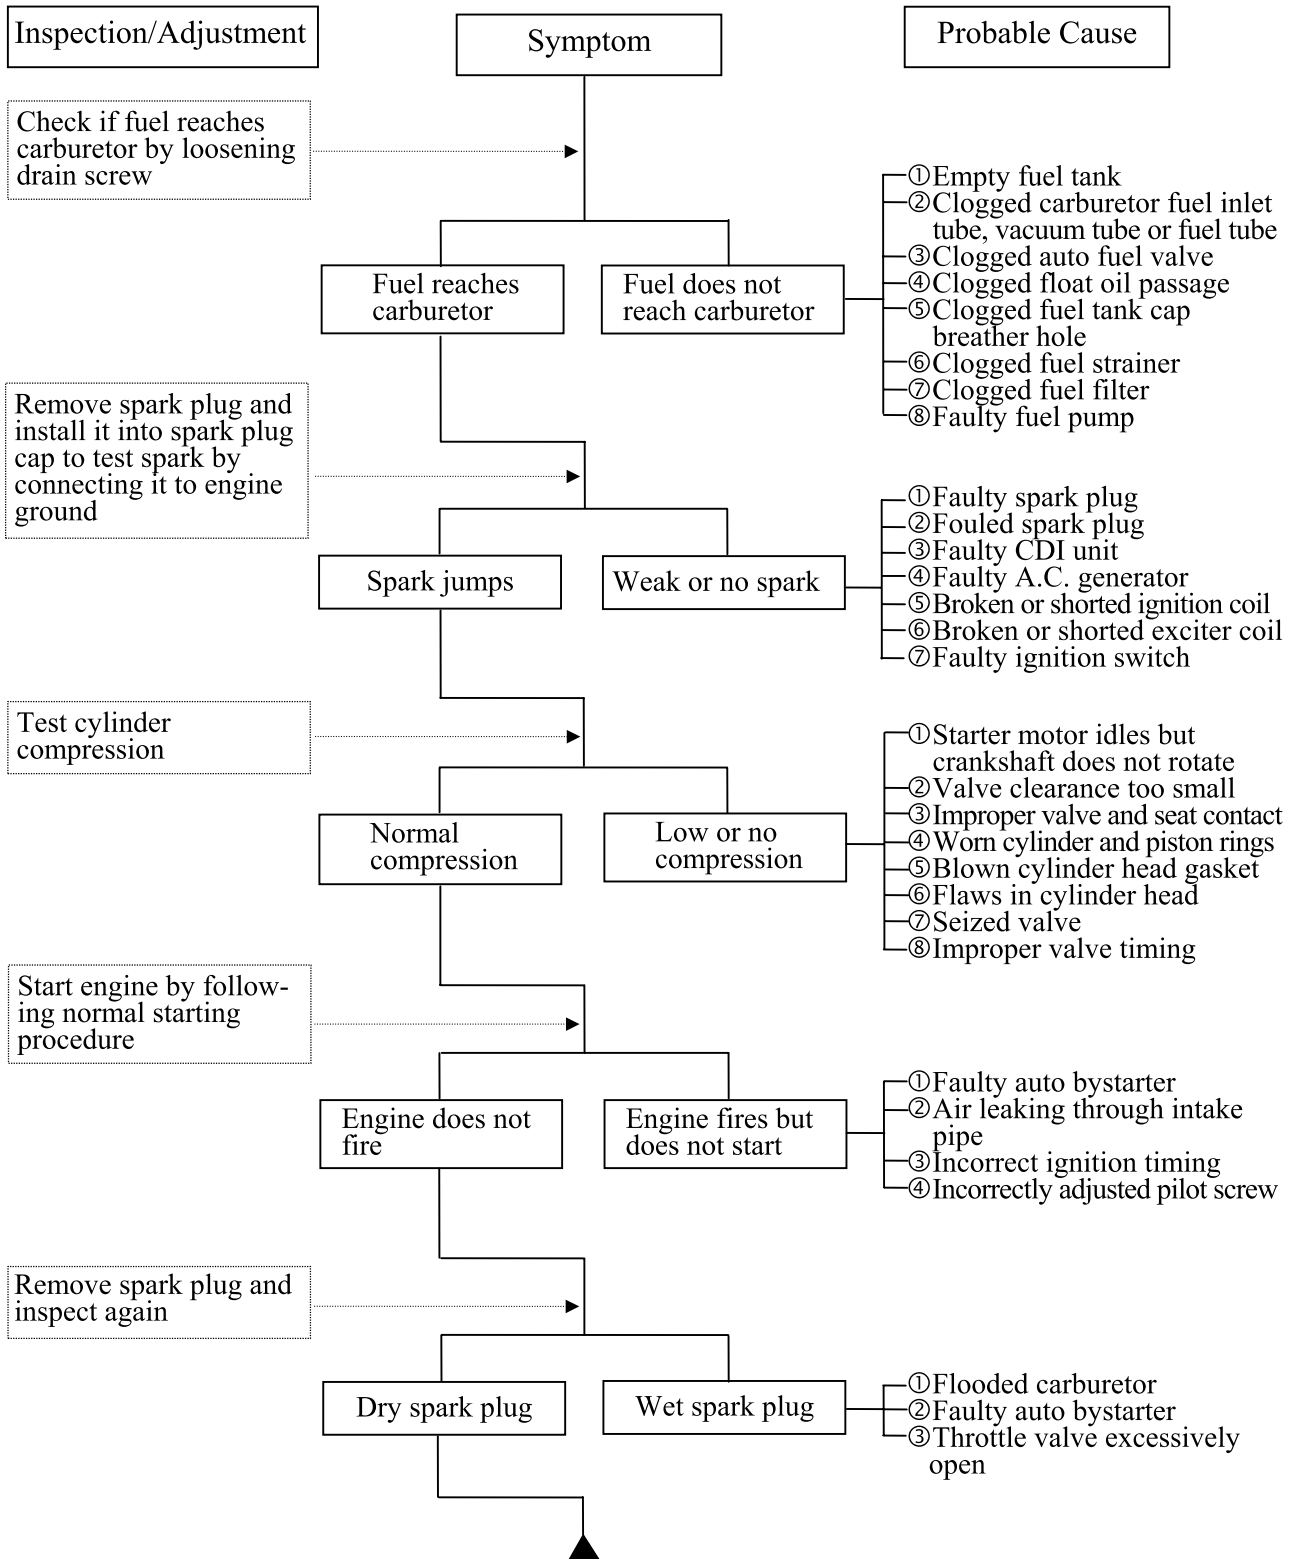 Inspection/Adjustment
Symptom
Probable Cause
Check if fuel reaches
carburetor by loosening
drain screw
①Empty fuel tank
②Clogged carburetor fuel inlet
tube, vacuum tube or fuel tube
③Clogged auto fuel valve
④Clogged float oil passage
⑤Clogged fuel tank cap
breather hole
⑥Clogged fuel strainer
⑦Clogged fuel filter
⑧Faulty fuel pump
Fuel reaches
carburetor
Fuel does not
reach carburetor
Remove spark plug and
install it into spark plug
cap to test spark by
connecting it to engine
ground
①Faulty spark plug
②Fouled spark plug
③Faulty CDI unit
④Faulty A.C. generator
⑤Broken or shorted ignition coil
⑥Broken or shorted exciter coil
⑦Faulty ignition switch
Spark jumps
Weak or no spark
Test cylinder
compression
①Starter motor idles but
crankshaft does not rotate
②Valve clearance too small
③Improper valve and seat contact
④Worn cylinder and piston rings
⑤Blown cylinder head gasket
⑥Flaws in cylinder head
⑦Seized valve
⑧Improper valve timing
Normal
compression
Low or no
compression
Start engine by follow-
ing normal starting
procedure
①Faulty auto bystarter
②Air leaking through intake
pipe
③Incorrect ignition timing
④Incorrectly adjusted pilot screw
Engine does not
fire
Engine fires but
does not start
Remove spark plug and
inspect again
①Flooded carburetor
②Faulty auto bystarter
③Throttle valve excessively
open
Dry spark plug
Wet spark plug